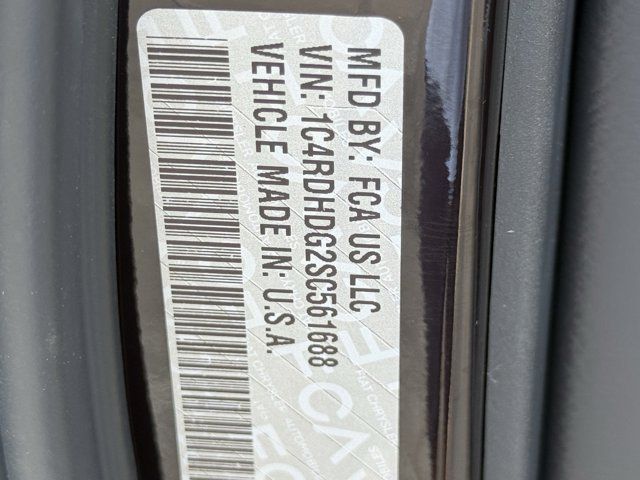 MFD BY: FCA US LLC
VIN: 1C4RDHDG2SC561688
VEHICLE MADE IN: U.S.A.